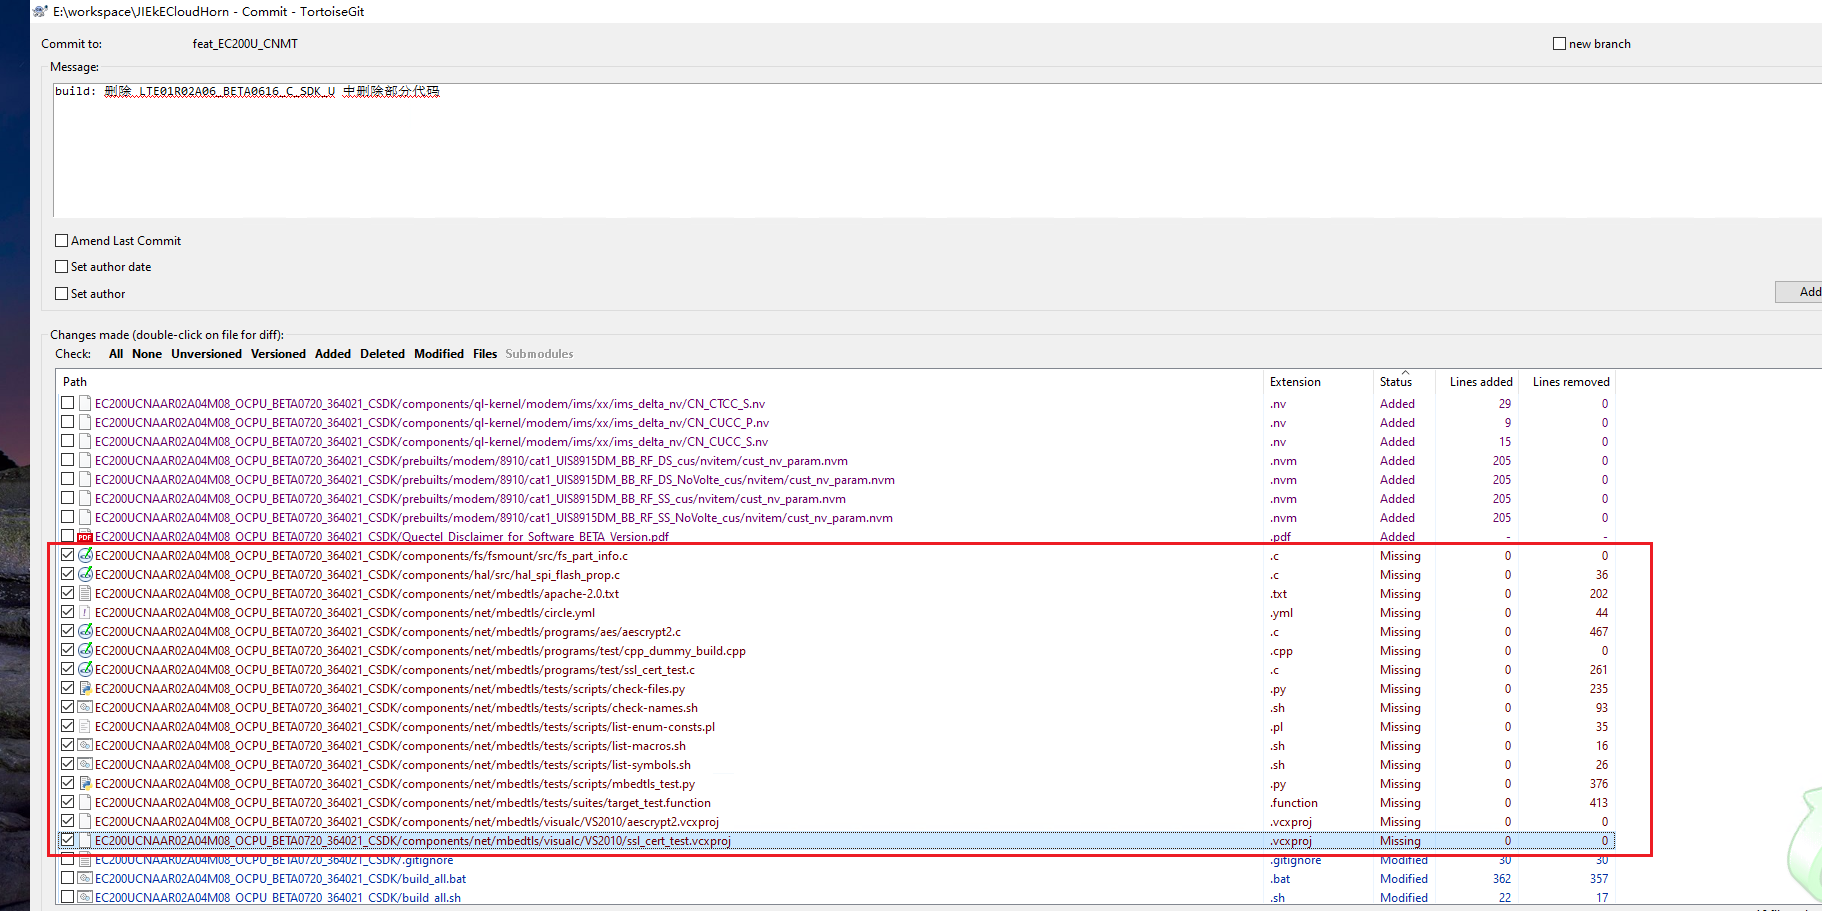 E:\workspace\JIEkECloudHorn - Commit - TortoiseGit
Commit to: feat_EC200U_CNMT new branch
Message:
build: 删除 LTE01R02A06_BETA0616_C_SDK_U 中删除部分代码
Amend Last Commit
Set author date
Set author
Add
Changes made (double-click on file for diff):
Check: All None Unversioned Versioned Added Deleted Modified Files Submodules
Path Extension Status Lines added Lines removed
EC200UCNAAR02A04M08_OCPU_BETA0720_364021_CSDK/components/ql-kernel/modem/ims/xx/ims_delta_nv/CN_CTCC_S.nv .nv Added 29 0
EC200UCNAAR02A04M08_OCPU_BETA0720_364021_CSDK/components/ql-kernel/modem/ims/xx/ims_delta_nv/CN_CUCC_P.nv .nv Added 9 0
EC200UCNAAR02A04M08_OCPU_BETA0720_364021_CSDK/components/ql-kernel/modem/ims/xx/ims_delta_nv/CN_CUCC_S.nv .nv Added 15 0
EC200UCNAAR02A04M08_OCPU_BETA0720_364021_CSDK/prebuilts/modem/8910/cat1_UIS8915DM_BB_RF_DS_cus/nvitem/cust_nv_param.nvm .nvm Added 205 0
EC200UCNAAR02A04M08_OCPU_BETA0720_364021_CSDK/prebuilts/modem/8910/cat1_UIS8915DM_BB_RF_DS_NoVolte_cus/nvitem/cust_nv_param.nvm .nvm Added 205 0
EC200UCNAAR02A04M08_OCPU_BETA0720_364021_CSDK/prebuilts/modem/8910/cat1_UIS8915DM_BB_RF_SS_cus/nvitem/cust_nv_param.nvm .nvm Added 205 0
EC200UCNAAR02A04M08_OCPU_BETA0720_364021_CSDK/prebuilts/modem/8910/cat1_UIS8915DM_BB_RF_SS_NoVolte_cus/nvitem/cust_nv_param.nvm .nvm Added 205 0
PDF EC200UCNAAR02A04M08_OCPU_BETA0720_364021_CSDK/Quectel_Disclaimer_for_Software_BETA_Version.pdf .pdf Added - -
EC200UCNAAR02A04M08_OCPU_BETA0720_364021_CSDK/components/fs/fsmount/src/fs_part_info.c .c Missing 0 0
EC200UCNAAR02A04M08_OCPU_BETA0720_364021_CSDK/components/hal/src/hal_spi_flash_prop.c .c Missing 0 36
EC200UCNAAR02A04M08_OCPU_BETA0720_364021_CSDK/components/net/mbedtls/apache-2.0.txt .txt Missing 0 202
EC200UCNAAR02A04M08_OCPU_BETA0720_364021_CSDK/components/net/mbedtls/circle.yml .yml Missing 0 44
EC200UCNAAR02A04M08_OCPU_BETA0720_364021_CSDK/components/net/mbedtls/programs/aes/aescrypt2.c .c Missing 0 467
EC200UCNAAR02A04M08_OCPU_BETA0720_364021_CSDK/components/net/mbedtls/programs/test/cpp_dummy_build.cpp .cpp Missing 0 0
EC200UCNAAR02A04M08_OCPU_BETA0720_364021_CSDK/components/net/mbedtls/programs/test/ssl_cert_test.c .c Missing 0 261
EC200UCNAAR02A04M08_OCPU_BETA0720_364021_CSDK/components/net/mbedtls/tests/scripts/check-files.py .py Missing 0 235
EC200UCNAAR02A04M08_OCPU_BETA0720_364021_CSDK/components/net/mbedtls/tests/scripts/check-names.sh .sh Missing 0 93
EC200UCNAAR02A04M08_OCPU_BETA0720_364021_CSDK/components/net/mbedtls/tests/scripts/list-enum-consts.pl .pl Missing 0 35
EC200UCNAAR02A04M08_OCPU_BETA0720_364021_CSDK/components/net/mbedtls/tests/scripts/list-macros.sh .sh Missing 0 16
EC200UCNAAR02A04M08_OCPU_BETA0720_364021_CSDK/components/net/mbedtls/tests/scripts/list-symbols.sh .sh Missing 0 26
EC200UCNAAR02A04M08_OCPU_BETA0720_364021_CSDK/components/net/mbedtls/tests/scripts/mbedtls_test.py .py Missing 0 376
EC200UCNAAR02A04M08_OCPU_BETA0720_364021_CSDK/components/net/mbedtls/tests/suites/target_test.function .function Missing 0 413
EC200UCNAAR02A04M08_OCPU_BETA0720_364021_CSDK/components/net/mbedtls/visualc/VS2010/aescrypt2.vcxproj .vcxproj Missing 0 0
EC200UCNAAR02A04M08_OCPU_BETA0720_364021_CSDK/components/net/mbedtls/visualc/VS2010/ssl_cert_test.vcxproj .vcxproj Missing 0 0
EC200UCNAAR02A04M08_OCPU_BETA0720_364021_CSDK/.gitignore .gitignore Modified 30 30
EC200UCNAAR02A04M08_OCPU_BETA0720_364021_CSDK/build_all.bat .bat Modified 362 357
EC200UCNAAR02A04M08_OCPU_BETA0720_364021_CSDK/build_all.sh .sh Modified 22 17